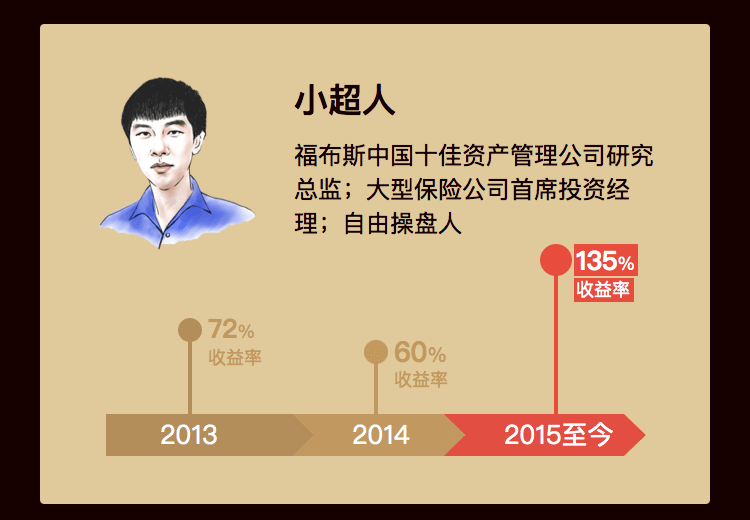 小超人
福布斯中国十佳资产管理公司研究
总监；大型保险公司首席投资经
理；自由操盘人
135%
收益率
72%
收益率
60%
收益率
2013
2014
2015至今